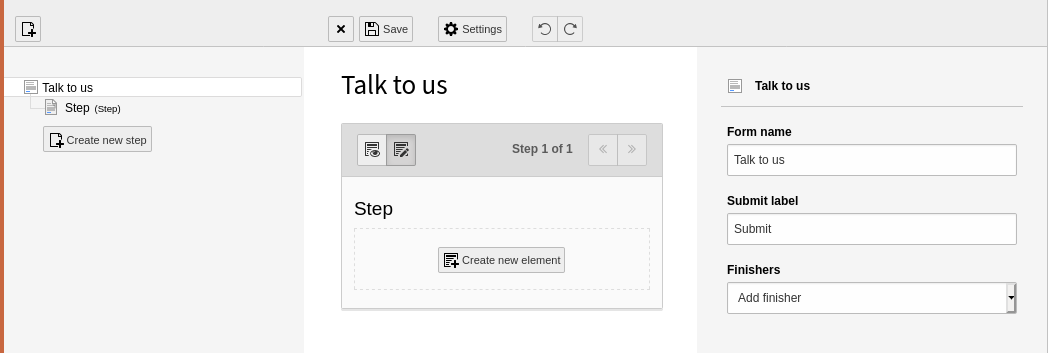 Save
Settings
Talk to us
Step (Step)
Create new step
Talk to us
Step 1 of 1
Step
Create new element
Talk to us
Form name
Talk to us
Submit label
Submit
Finishers
Add finisher